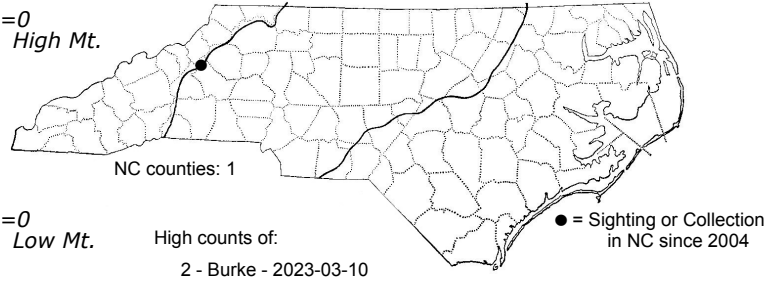 =0
High Mt.
NC counties: 1
=0
Low Mt.
High counts of:
2 - Burke - 2023-03-10
● = Sighting or Collection
in NC since 2004